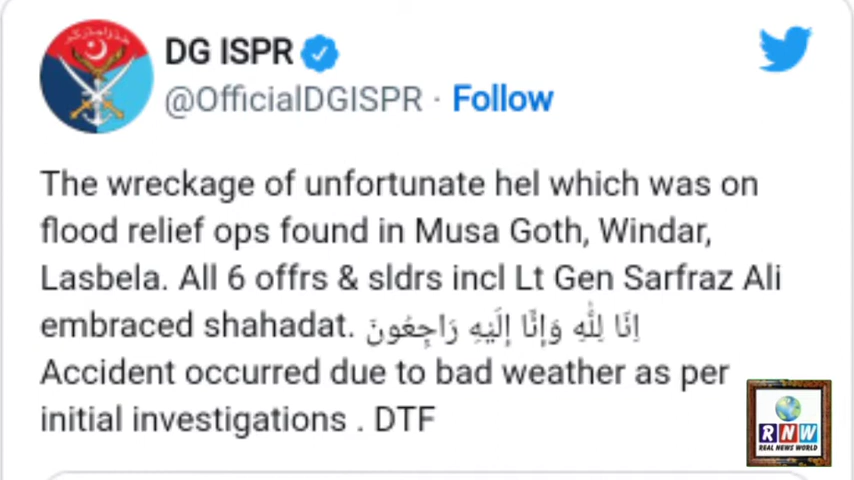 DG ISPR
@OfficialDGISPR · Follow
The wreckage of unfortunate hel which was on
flood relief ops found in Musa Goth, Windar,
Lasbela. All 6 offrs & sldrs incl Lt Gen Sarfraz Ali
embraced shahadat. اِنَّا لِلّٰهِ وَإِنَّا إِلَيْهِ رَاجِعُونَ
Accident occurred due to bad weather as per
initial investigations . DTF
RNW
REAL NEWS WORLD